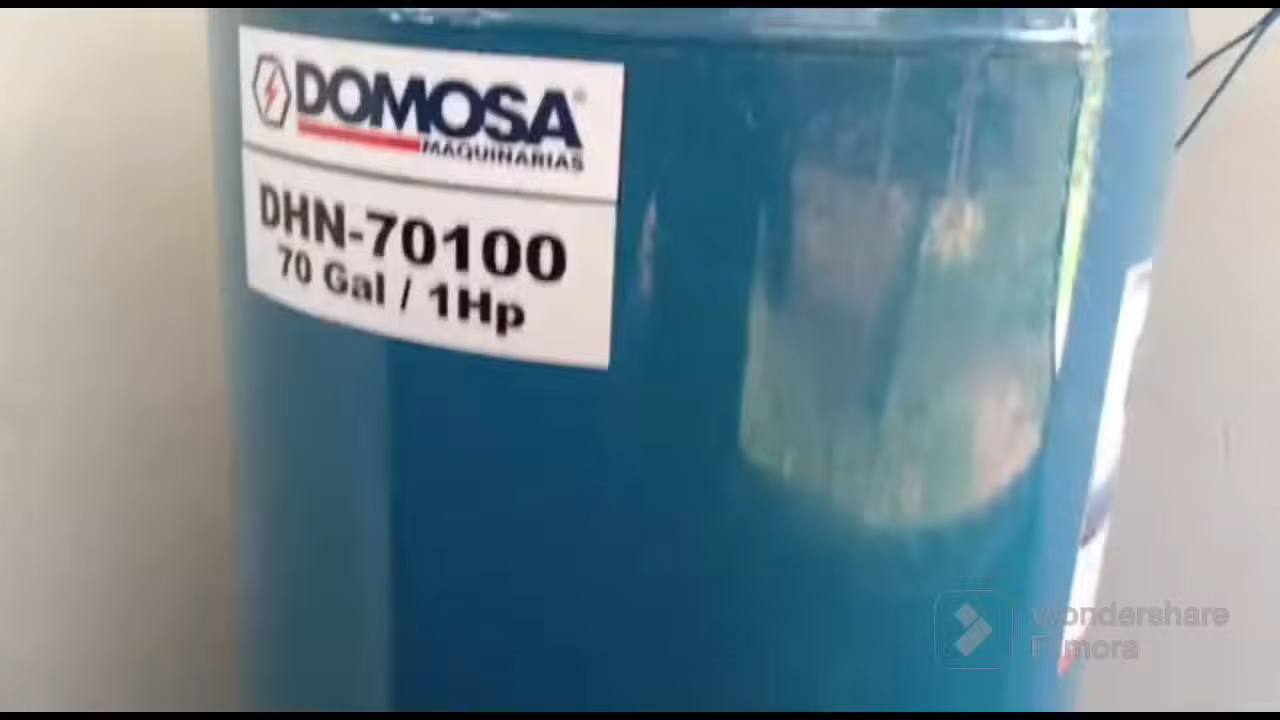 DOMOSA®
MAQUINARIAS
DHN-70100
70 Gal / 1Hp
wondershare
Filmora